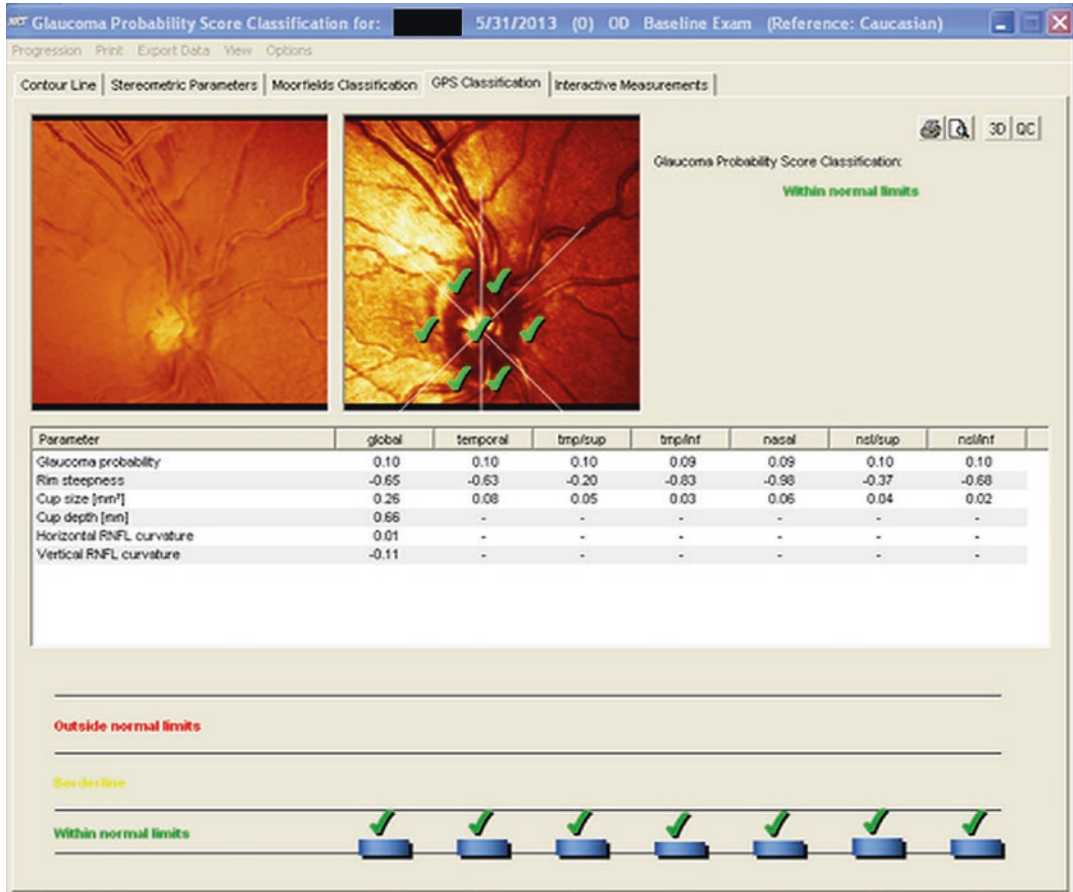 HRT Glaucoma Probability Score Classification for: 5/31/2013 (0) OD Baseline Exam (Reference: Caucasian)
Progression Print Export Data View Options
Contour Line Stereometric Parameters Moorfields Classification GPS Classification Interactive Measurements
3D QC
Glaucoma Probability Score Classification:
Within normal limits
Parameter global temporal tmp/sup tmp/inf nasal nsl/sup nsl/inf
Glaucoma probability 0.10 0.10 0.10 0.09 0.09 0.10 0.10
Rim steepness -0.65 -0.63 -0.20 -0.83 -0.98 -0.37 -0.68
Cup size [mm²] 0.26 0.08 0.05 0.03 0.06 0.04 0.02
Cup depth [mm] 0.66 - - - - - -
Horizontal RNFL curvature 0.01 - - - - - -
Vertical RNFL curvature -0.11 - - - - - -
Outside normal limits
Borderline
Within normal limits